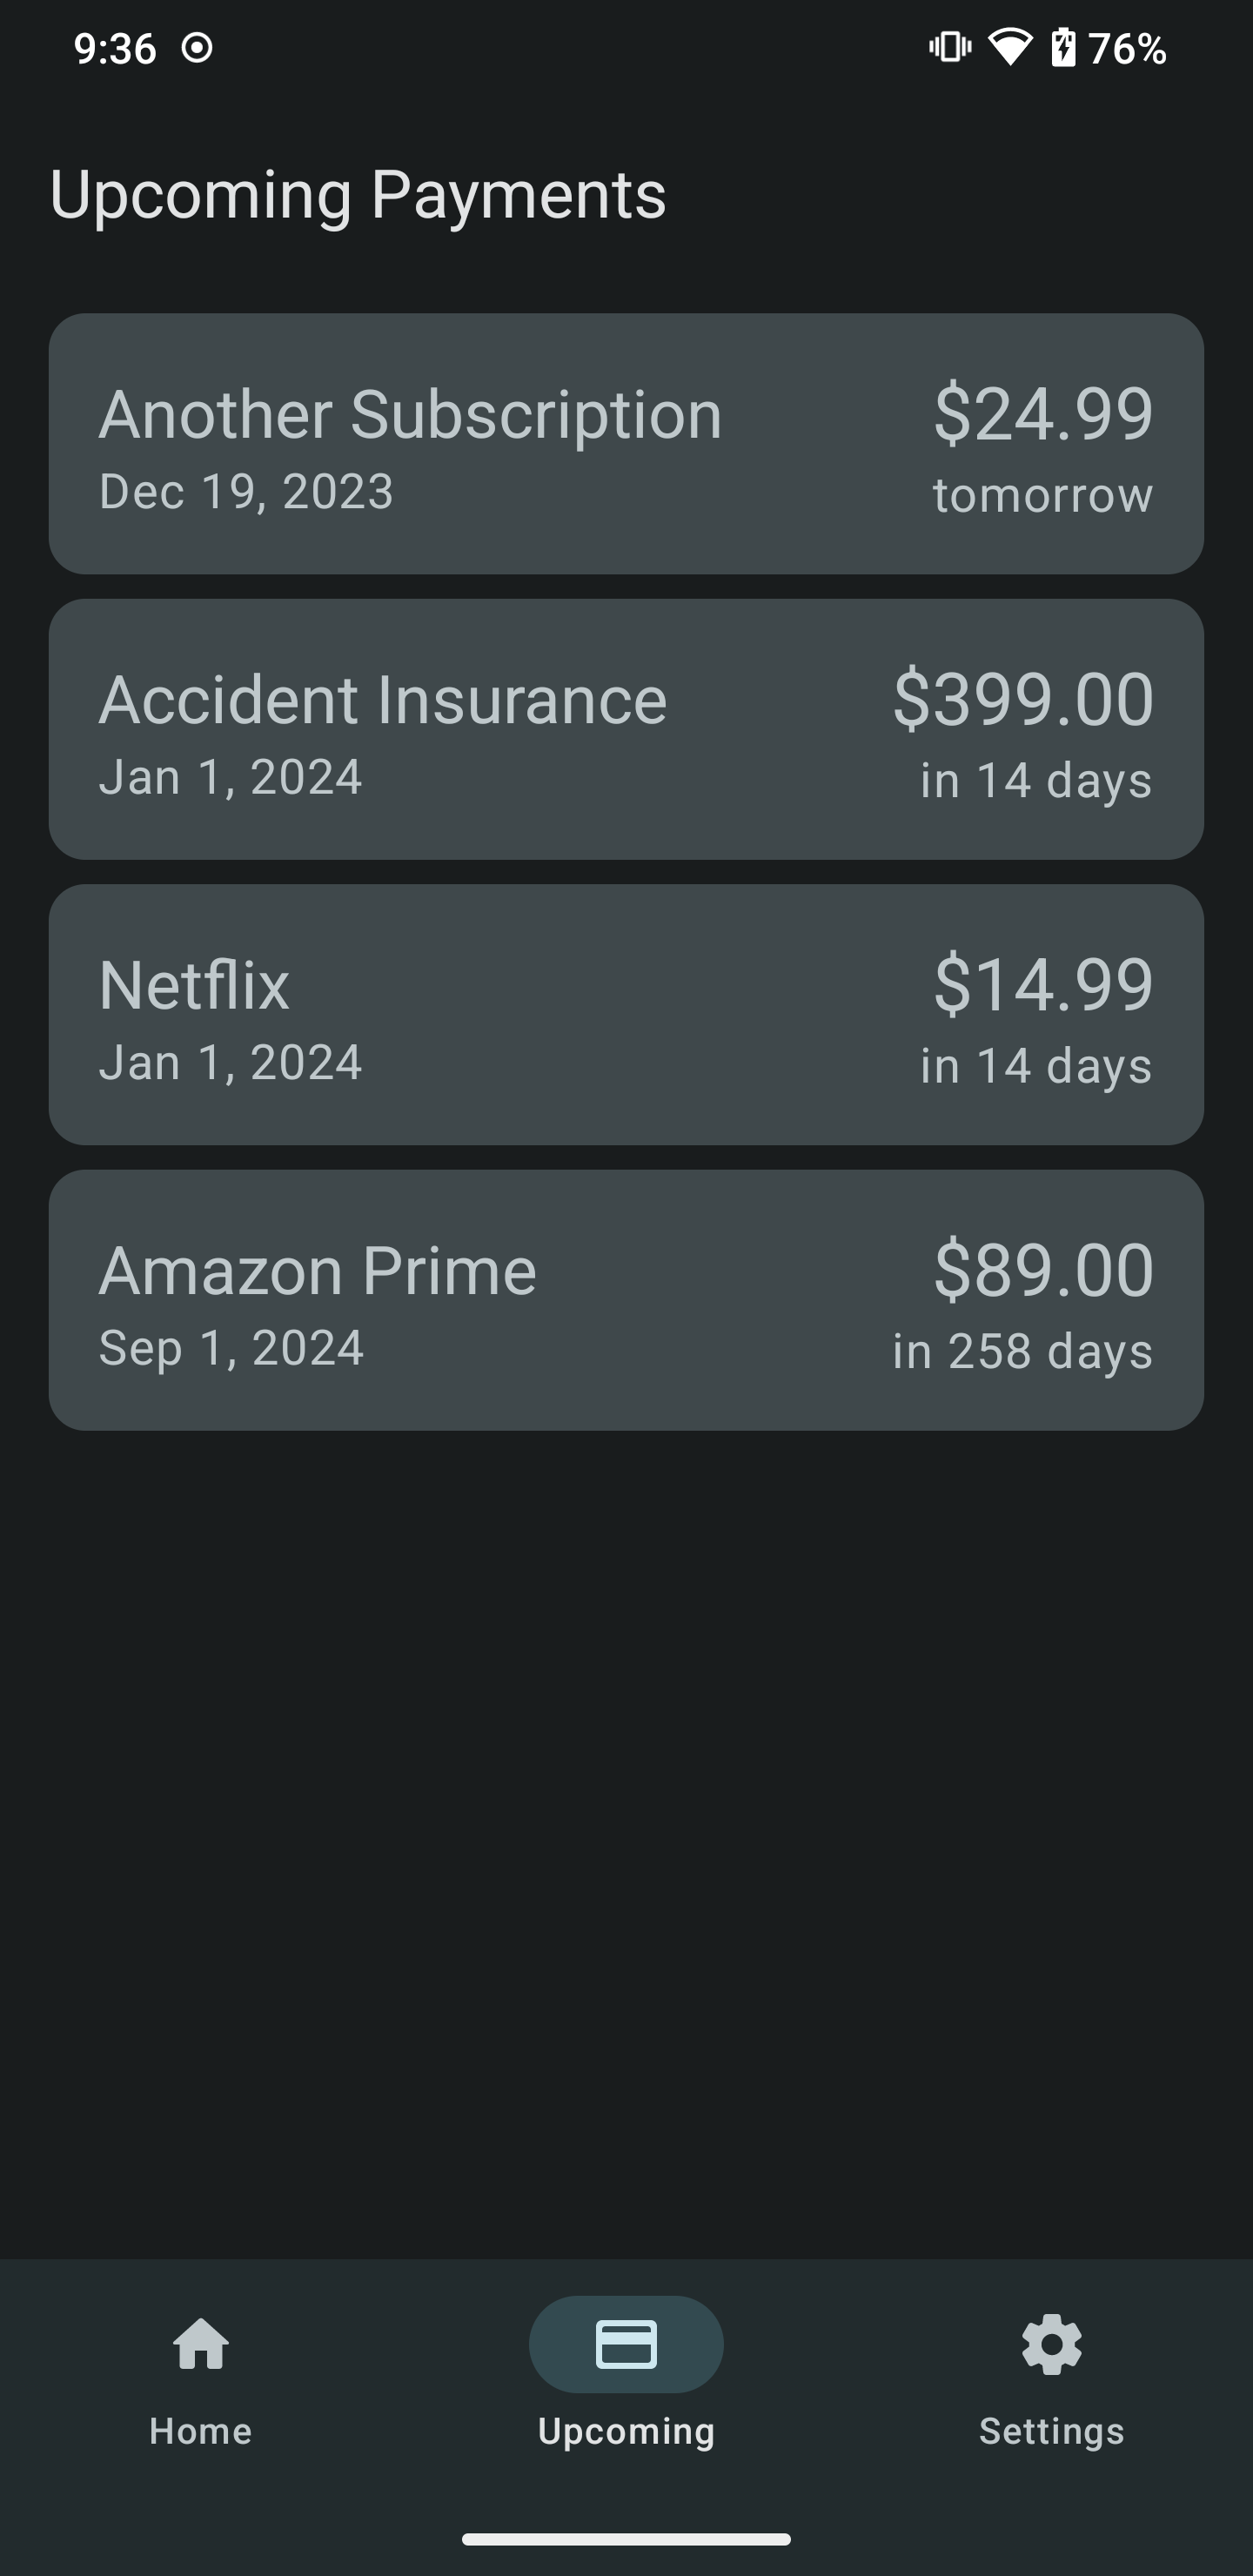 9:36
76%
Upcoming Payments
Another Subscription
$24.99
Dec 19, 2023
tomorrow
Accident Insurance
$399.00
Jan 1, 2024
in 14 days
Netflix
$14.99
Jan 1, 2024
in 14 days
Amazon Prime
$89.00
Sep 1, 2024
in 258 days
Home
Upcoming
Settings